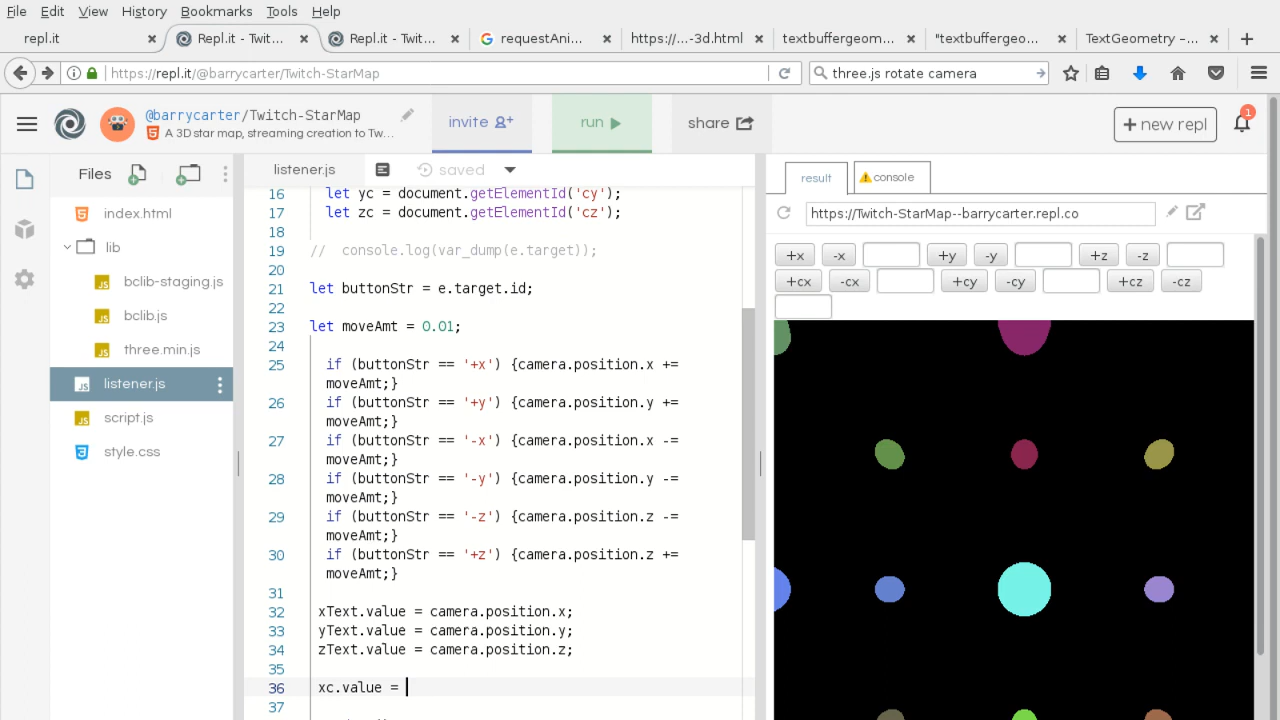 File Edit View History Bookmarks Tools Help
repl.it
Repl.it - Twit...
Repl.it - Twit...
requestAni...
https:/...-3d.html
textbuffergeom...
"textbuffergeo...
TextGeometry –...
https://repl.it/@barrycarter/Twitch-StarMap
three.js rotate camera
@barrycarter/Twitch-StarMap
A 3D star map, streaming creation to Tw...
invite
run
share
+ new repl
1
Files
index.html
lib
bclib-staging.js
bclib.js
three.min.js
listener.js
script.js
style.css
listener.js
saved
16 let yc = document.getElementId('cy');
17 let zc = document.getElementId('cz');
18
19 // console.log(var_dump(e.target));
20
21 let buttonStr = e.target.id;
22
23 let moveAmt = 0.01;
24
25 if (buttonStr == '+x') {camera.position.x +=
moveAmt;}
26 if (buttonStr == '+y') {camera.position.y +=
moveAmt;}
27 if (buttonStr == '-x') {camera.position.x -=
moveAmt;}
28 if (buttonStr == '-y') {camera.position.y -=
moveAmt;}
29 if (buttonStr == '-z') {camera.position.z -=
moveAmt;}
30 if (buttonStr == '+z') {camera.position.z +=
moveAmt;}
31
32 xText.value = camera.position.x;
33 yText.value = camera.position.y;
34 zText.value = camera.position.z;
35
36 xc.value =
37
result
console
https://Twitch-StarMap--barrycarter.repl.co
+x -x +y -y +z -z
+cx -cx +cy -cy +cz -cz